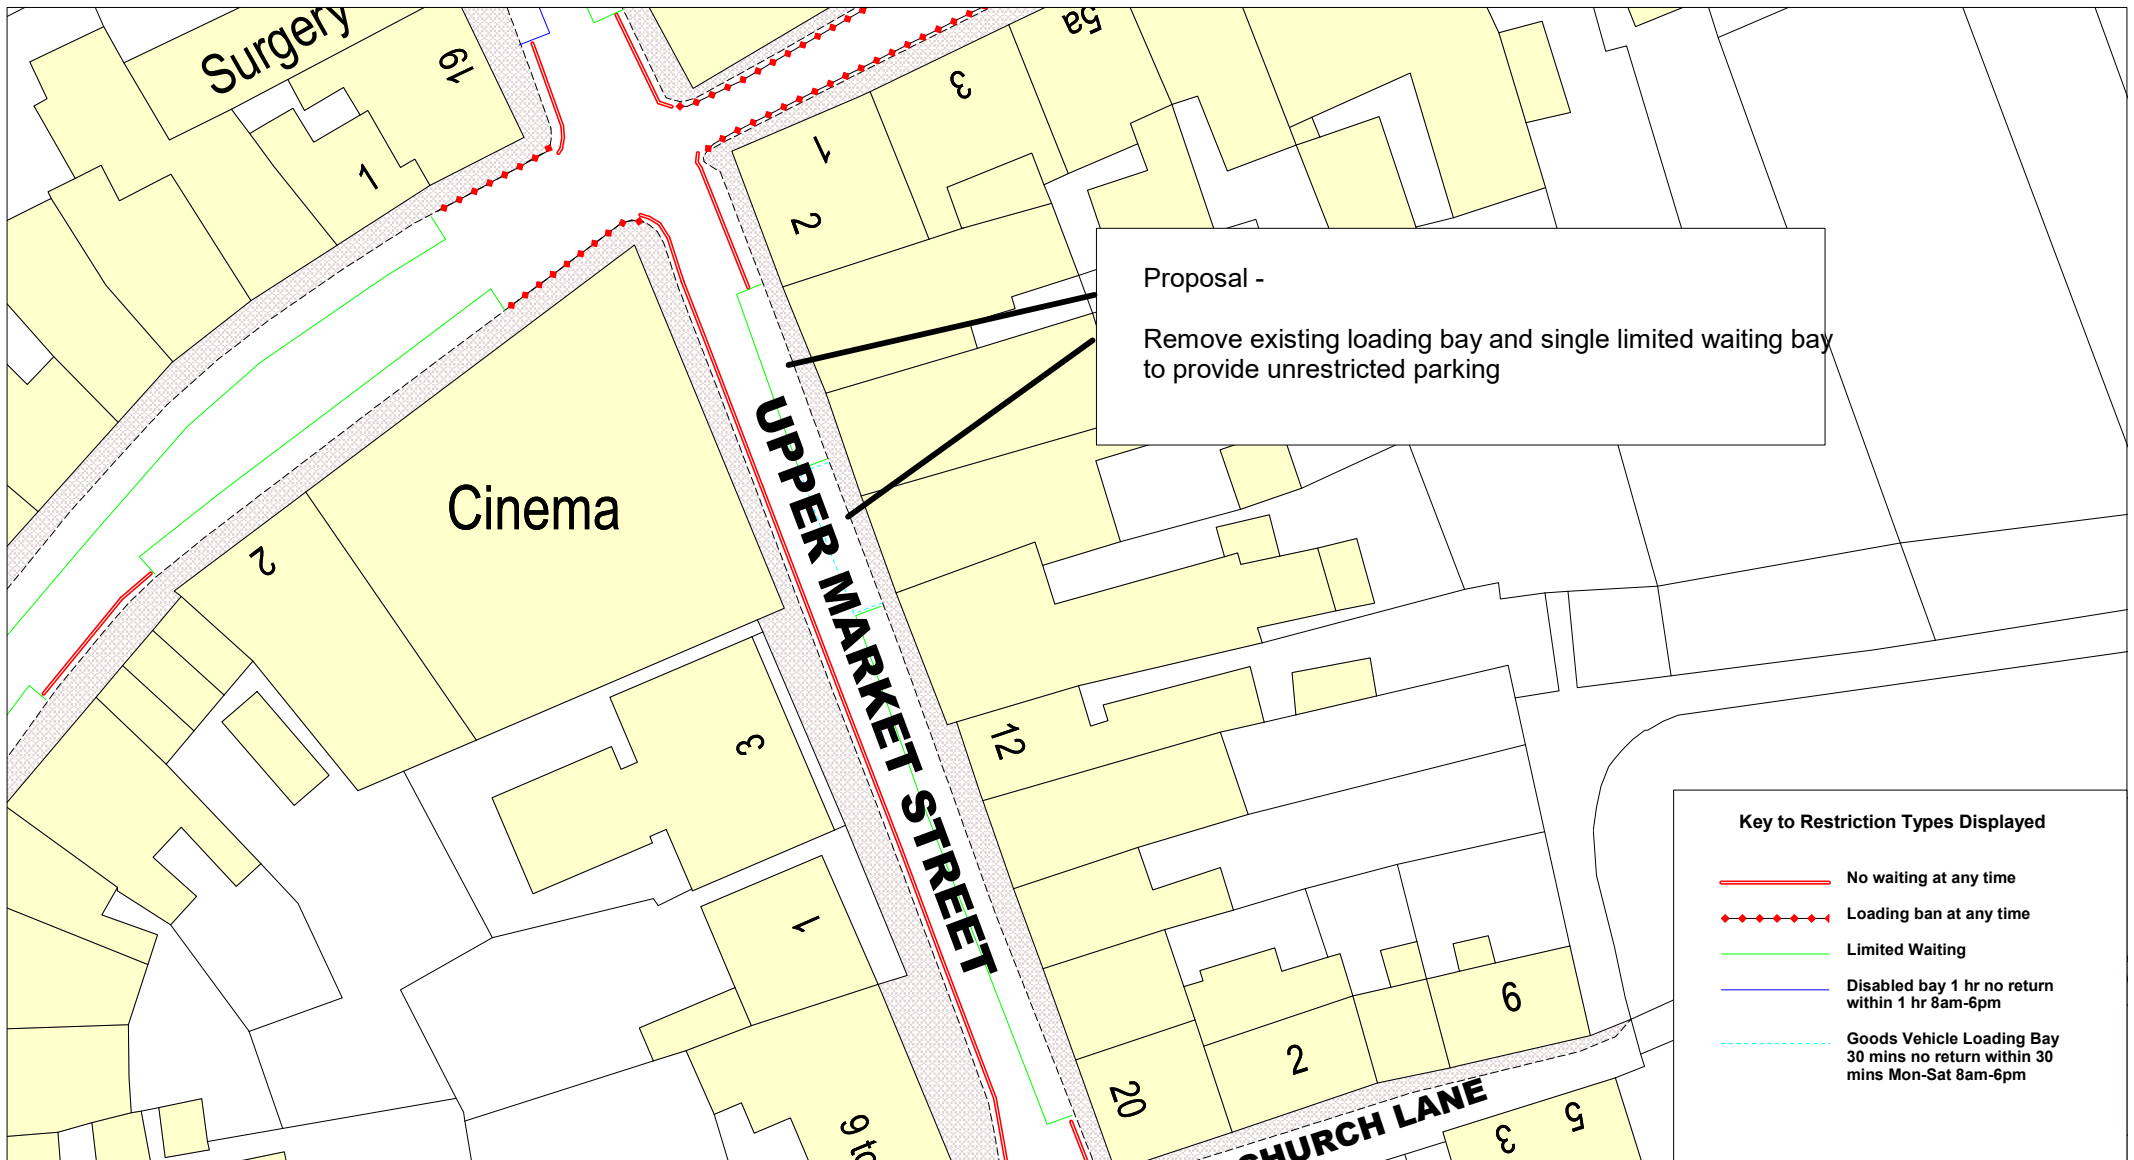 Surgery
19
5a
3
1
1
2
Proposal -
Remove existing loading bay and single limited waiting bay
to provide unrestricted parking
UPPER MARKET STREET
Cinema
2
3
12
1
Key to Restriction Types Displayed
No waiting at any time
Loading ban at any time
Limited Waiting
Disabled bay 1 hr no return
within 1 hr 8am-6pm
Goods Vehicle Loading Bay
30 mins no return within 30
mins Mon-Sat 8am-6pm
6
2
20
CHURCH LANE
9 to
3
5